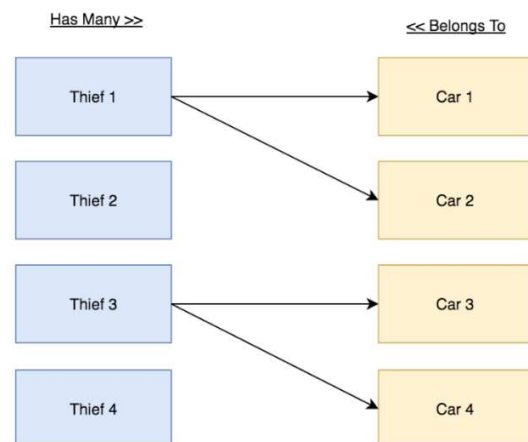 Has Many >>
<< Belongs To
Thief 1
Car 1
Thief 2
Car 2
Thief 3
Car 3
Thief 4
Car 4